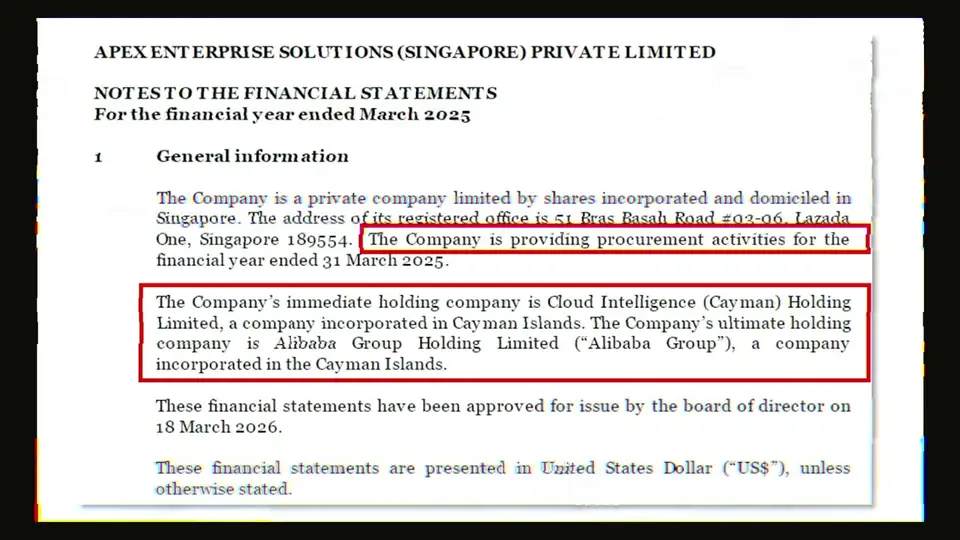 APEX ENTERPRISE SOLUTIONS (SINGAPORE) PRIVATE LIMITED
NOTES TO THE FINANCIAL STATEMENTS
For the financial year ended March 2025
1 General information
The Company is a private company limited by shares incorporated and domiciled in
Singapore. The address of its registered office is 51 Bras Basah Road #03-06, Lazada
One, Singapore 189554. The Company is providing procurement activities for the
financial year ended 31 March 2025.
The Company's immediate holding company is Cloud Intelligence (Cayman) Holding
Limited, a company incorporated in Cayman Islands. The Company's ultimate holding
company is Alibaba Group Holding Limited ("Alibaba Group"), a company
incorporated in the Cayman Islands.
These financial statements have been approved for issue by the board of director on
18 March 2026.
These financial statements are presented in United States Dollar ("US$"), unless
otherwise stated.